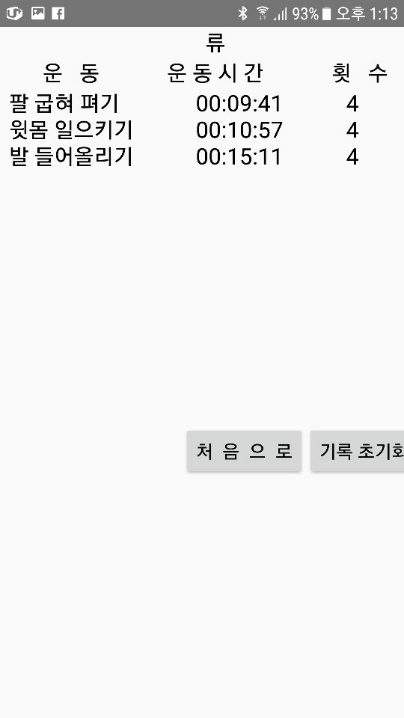 93% 오후 1:13
류
운 동 운동시간 횟 수
팔 굽혀 펴기 00:09:41 4
윗몸 일으키기 00:10:57 4
발 들어올리기 00:15:11 4
처 음 으 로 기록 초기화